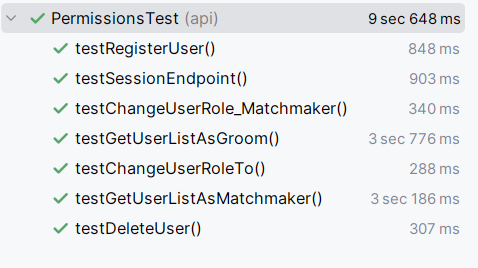 PermissionsTest (api) 9 sec 648 ms
testRegisterUser() 848 ms
testSessionEndpoint() 903 ms
testChangeUserRole_Matchmaker() 340 ms
testGetUserListAsGroom() 3 sec 776 ms
testChangeUserRoleTo() 288 ms
testGetUserListAsMatchmaker() 3 sec 186 ms
testDeleteUser() 307 ms